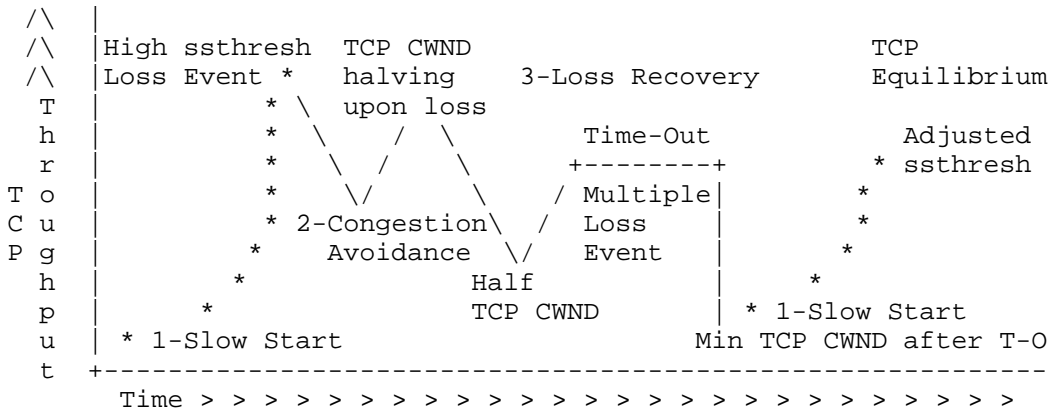 /\ |
/\ |High ssthresh TCP CWND TCP
/\ |Loss Event * halving 3-Loss Recovery Equilibrium
T | * \ upon loss
h | * \ / \ Time-Out Adjusted
r | * \ / \ +--------+ * ssthresh
T o | * \/ \ / Multiple| *
C u | * 2-Congestion\ / Loss | *
P g | * Avoidance \/ Event | *
h | * Half | *
p | * TCP CWND | * 1-Slow Start
u | * 1-Slow Start Min TCP CWND after T-O
t +-----------------------------------------------------------
Time > > > > > > > > > > > > > > > > > > > > > > > > > >